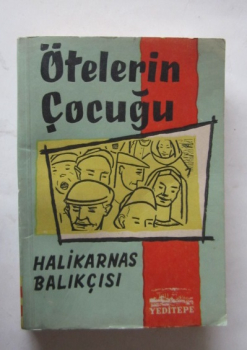 Ötelerin
Çocuğu
HALİKARNAS
BALIKÇISI
YEDİTEPE